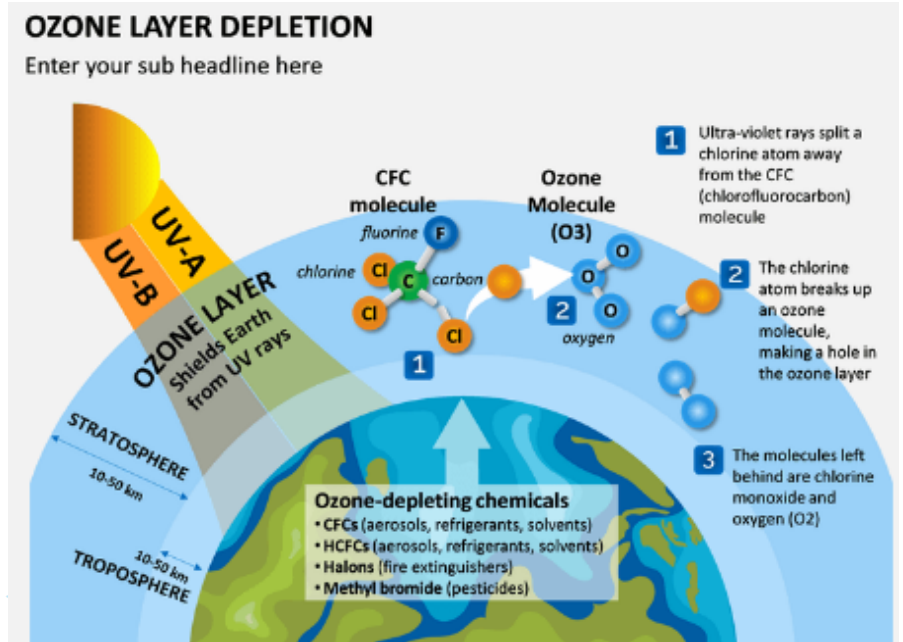 OZONE LAYER DEPLETION
Enter your sub headline here
UV-B
UV-A
OZONE LAYER
Shields Earth
from UV rays
STRATOSPHERE
10-50 km
10-50 km
TROPOSPHERE
CFC
molecule
fluorine
F
chlorine
Cl
C
carbon
Cl
Cl
1
Ozone
Molecule
(O3)
O
O
O
2
oxygen
1
Ultra-violet rays split a
chlorine atom away
from the CFC
(chlorofluorocarbon)
molecule
2
The chlorine
atom breaks up
an ozone
molecule,
making a hole in
the ozone layer
3
The molecules left
behind are chlorine
monoxide and
oxygen (O2)
Ozone-depleting chemicals
• CFCs (aerosols, refrigerants, solvents)
• HCFCs (aerosols, refrigerants, solvents)
• Halons (fire extinguishers)
• Methyl bromide (pesticides)